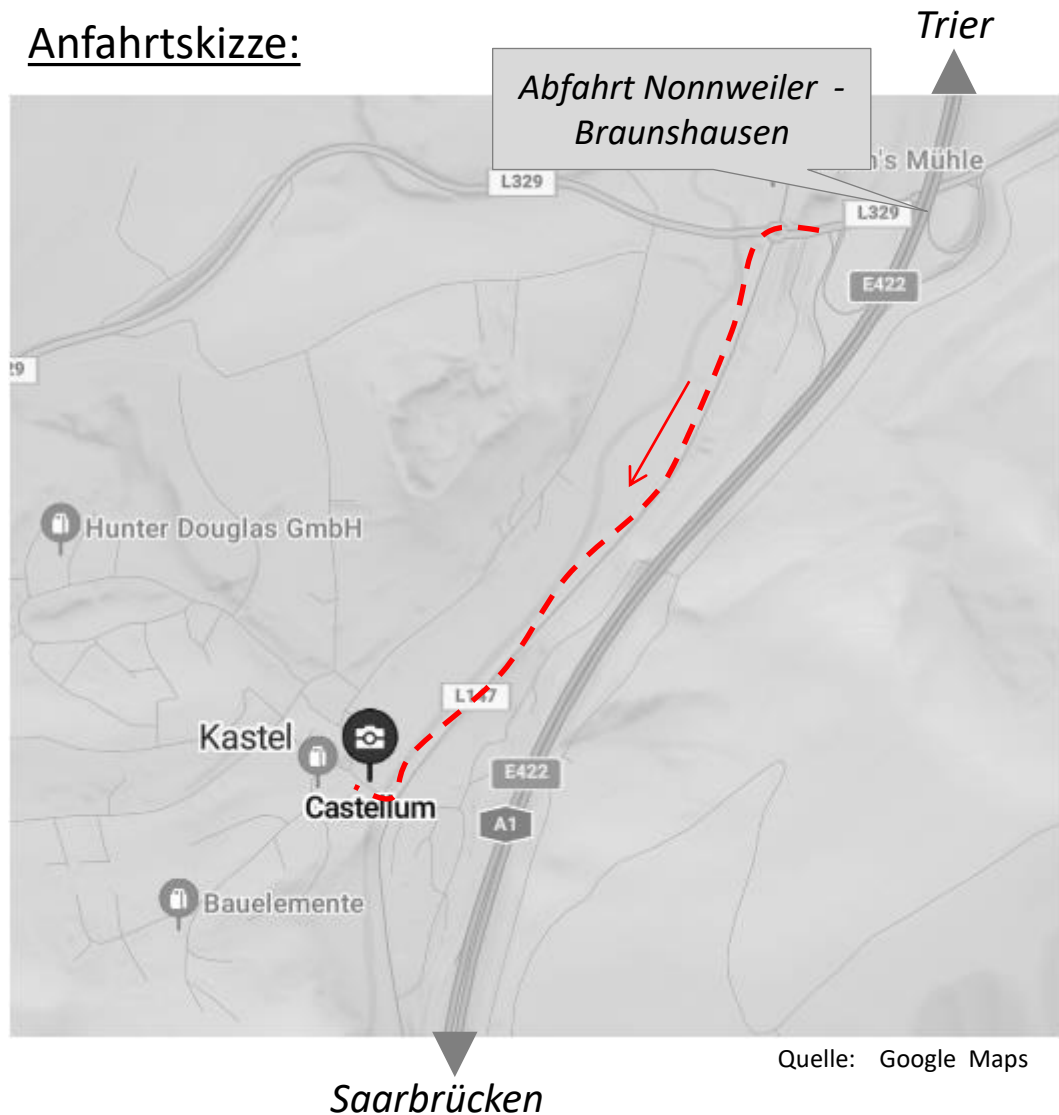 Anfahrtskizze:
Trier
Abfahrt Nonnweiler -
Braunshausen
's Mühle
L329
L329
E422
29
Hunter Douglas GmbH
L147
Kastel
Castellum
E422
A1
Bauelemente
Quelle: Google Maps
Saarbrücken